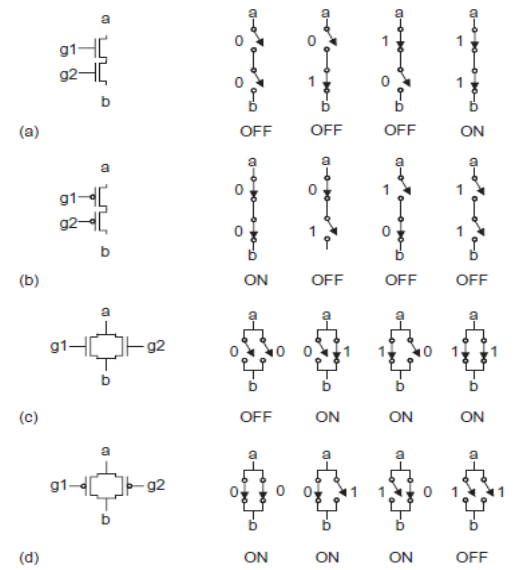 a a a a a
g1 0 0 1 1
g2 0 1 0 1
b b b b b
(a) OFF OFF OFF ON
a a a a a
g1 0 0 1 1
g2 0 1 0 1
b b b b
(b) ON OFF OFF OFF
a a a a a
g1 g2 0 0 0 1 1 0 1 1
b b b b b
(c) OFF ON ON ON
a a a a a
g1 g2 0 0 0 1 1 0 1 1
b b b b b
(d) ON ON ON OFF